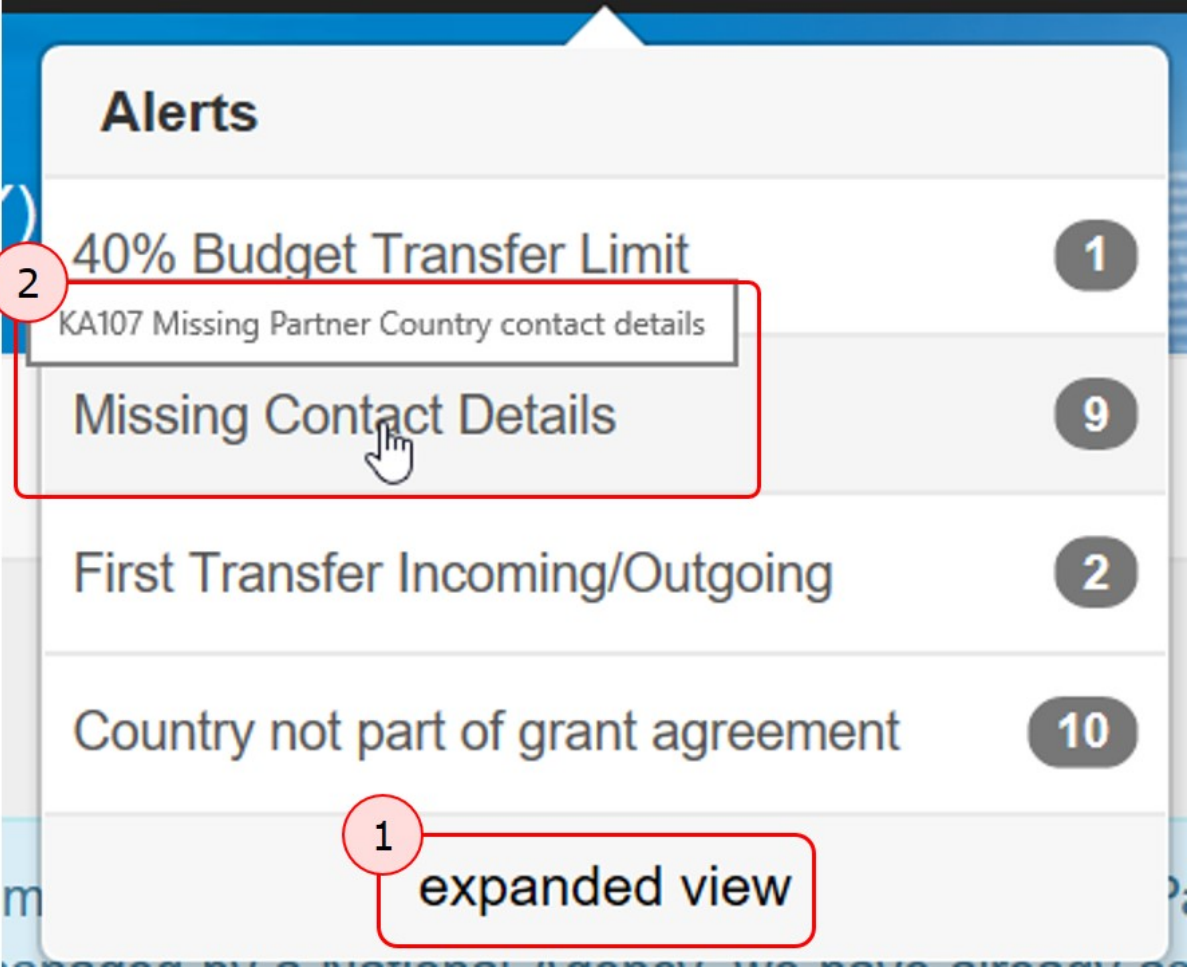 Alerts
40% Budget Transfer Limit
1
2
KA107 Missing Partner Country contact details
Missing Contact Details
9
First Transfer Incoming/Outgoing
2
Country not part of grant agreement
10
1
expanded view